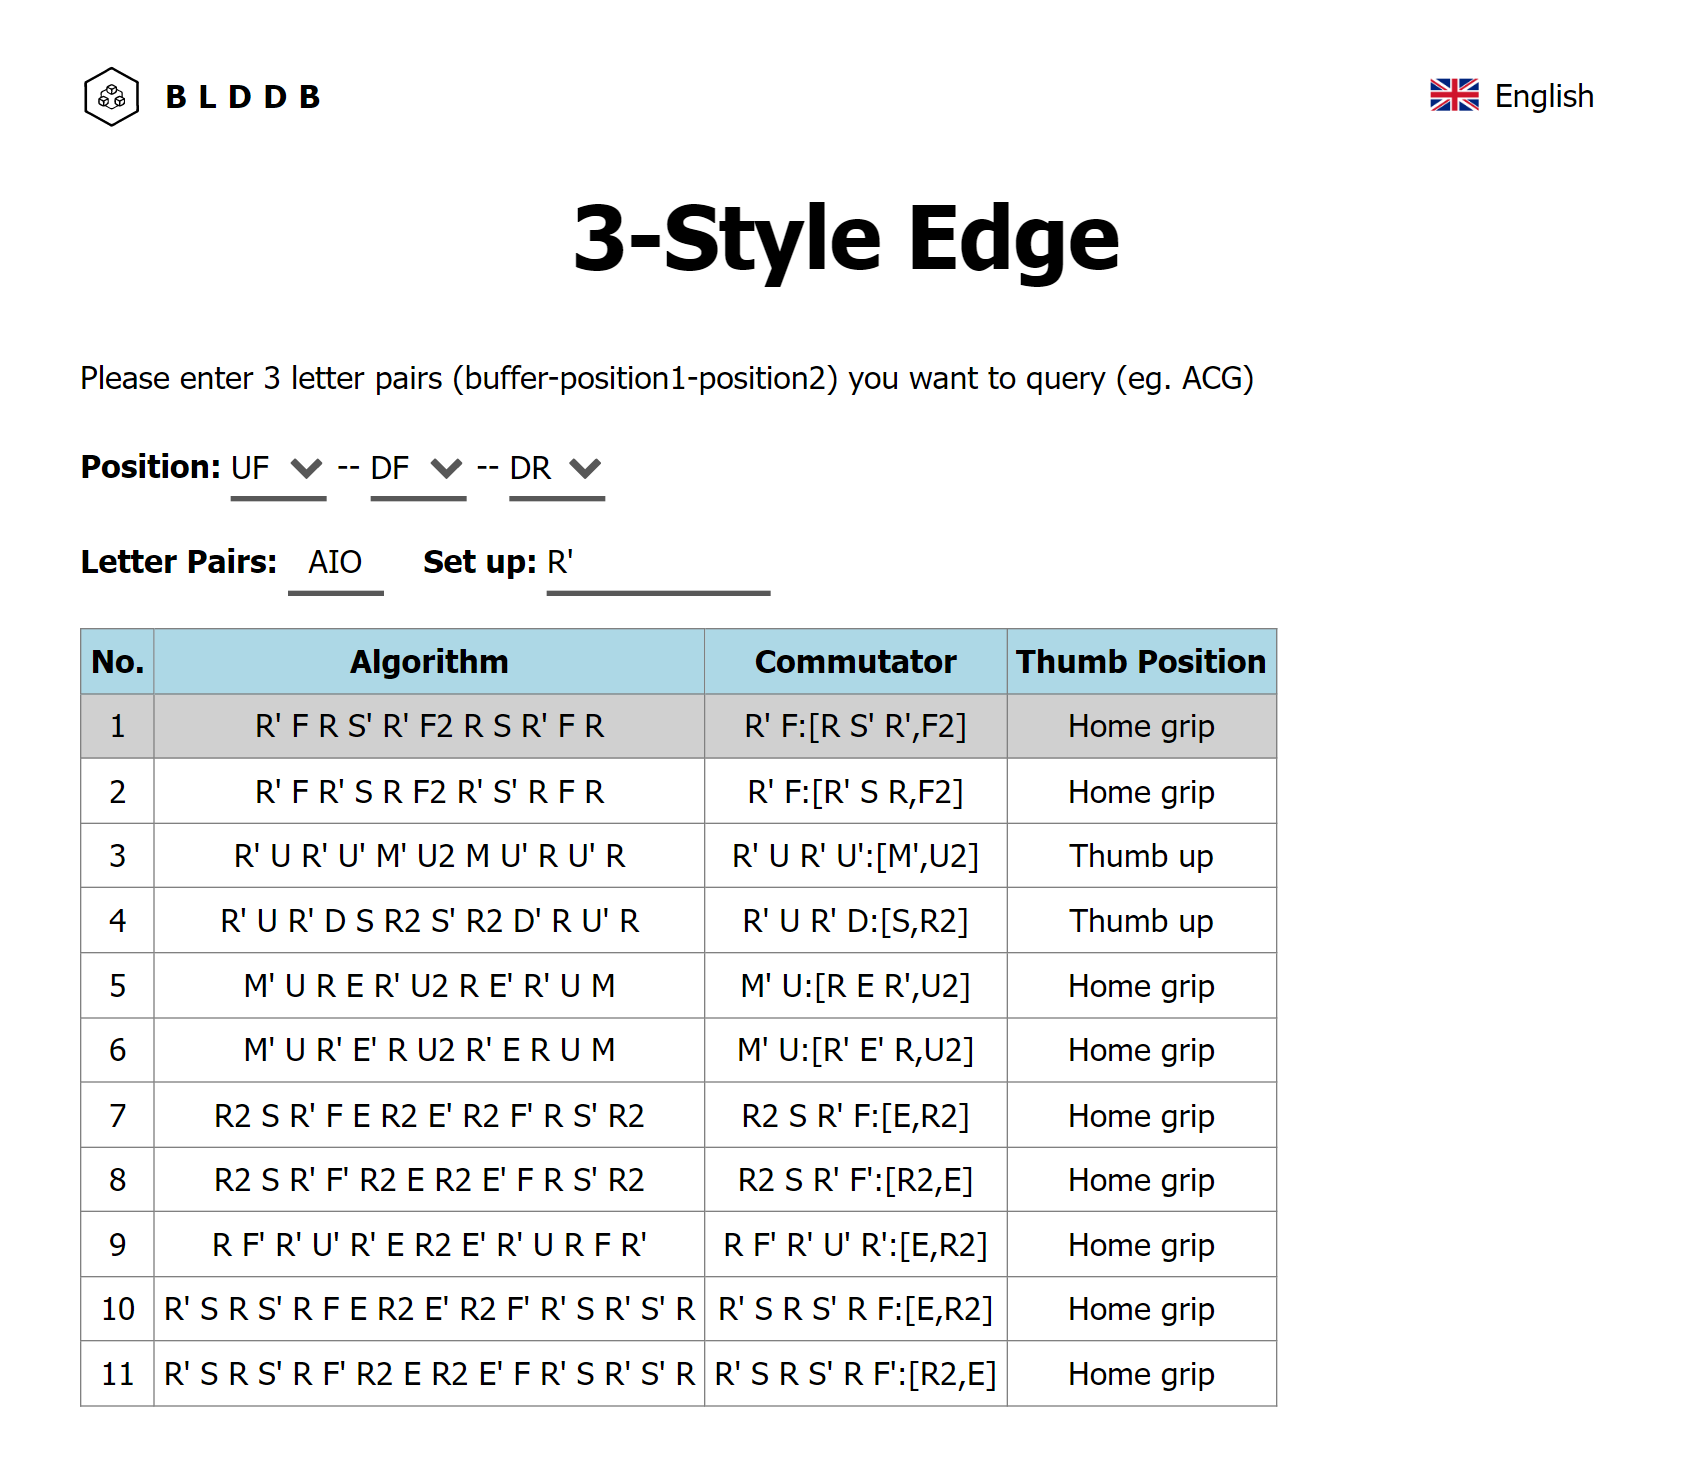 BLDDB
English
3-Style Edge
Please enter 3 letter pairs (buffer-position1-position2) you want to query (eg. ACG)
Position: UF -- DF -- DR
Letter Pairs: AIO Set up: R'
No. Algorithm Commutator Thumb Position
1 R' F R S' R' F2 R S R' F R R' F:[R S' R',F2] Home grip
2 R' F R' S R F2 R' S' R F R R' F:[R' S R,F2] Home grip
3 R' U R' U' M' U2 M U' R U' R R' U R' U':[M',U2] Thumb up
4 R' U R' D S R2 S' R2 D' R U' R R' U R' D:[S,R2] Thumb up
5 M' U R E R' U2 R E' R' U M M' U:[R E R',U2] Home grip
6 M' U R' E' R U2 R' E R U M M' U:[R' E' R,U2] Home grip
7 R2 S R' F E R2 E' R2 F' R S' R2 R2 S R' F:[E,R2] Home grip
8 R2 S R' F' R2 E R2 E' F R S' R2 R2 S R' F':[R2,E] Home grip
9 R F' R' U' R' E R2 E' R' U R F R' R F' R' U' R':[E,R2] Home grip
10 R' S R S' R F E R2 E' R2 F' R' S R' S' R R' S R S' R F:[E,R2] Home grip
11 R' S R S' R F' R2 E R2 E' F R' S R' S' R R' S R S' R F':[R2,E] Home grip